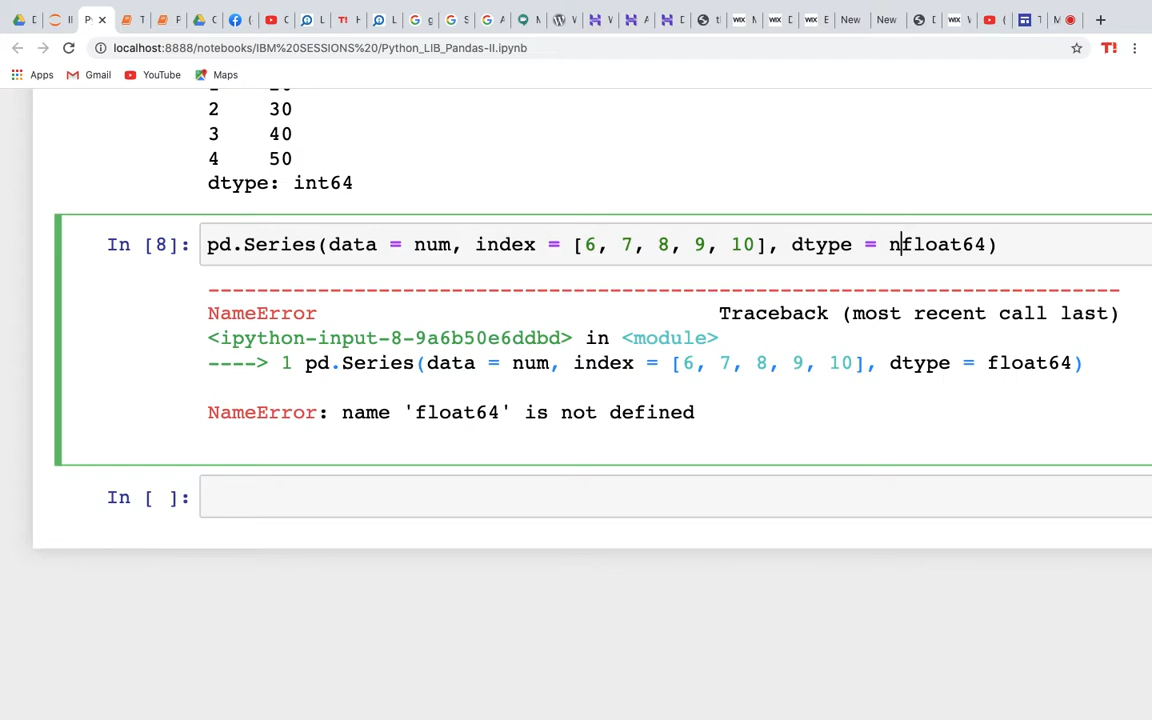 localhost:8888/notebooks/IBM%20SESSIONS%20/Python_LIB_Pandas-II.ipynb
Apps Gmail YouTube Maps
2 30
3 40
4 50
dtype: int64
In [8]: pd.Series(data = num, index = [6, 7, 8, 9, 10], dtype = nfloat64)
NameError Traceback (most recent call last)
<ipython-input-8-9a6b50e6ddbd> in <module>
----> 1 pd.Series(data = num, index = [6, 7, 8, 9, 10], dtype = float64)
NameError: name 'float64' is not defined
In [ ]: